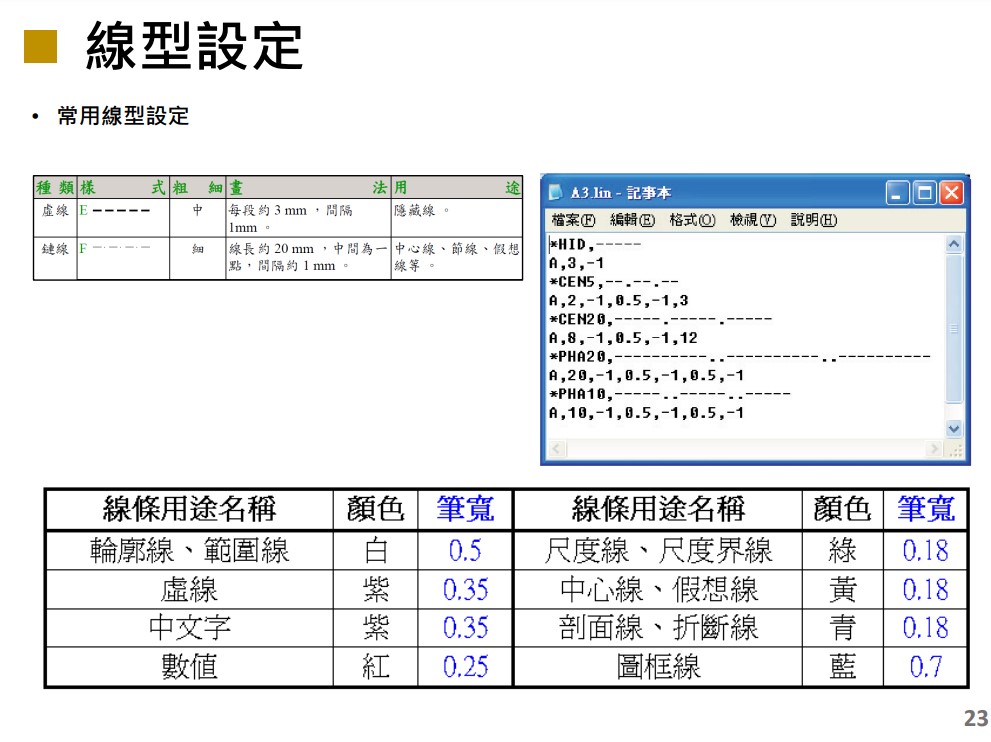 線型設定
• 常用線型設定
種類 樣式 粗細 畫法 用途
虛線 E ----- 中 每段約 3 mm ，間隔 1mm 。 隱藏線 。
鏈線 F —·—·—·— 細 線長約 20 mm ，中間為一點，間隔約 1 mm 。 中心線、節線、假想線等 。
A3.lin - 記事本
檔案(F) 編輯(E) 格式(O) 檢視(V) 說明(H)
*HID,-----
A,3,-1
*CEN5,--.--.--
A,2,-1,0.5,-1,3
*CEN20,-----.-----.-----
A,8,-1,0.5,-1,12
*PHA20,----------..----------..----------
A,20,-1,0.5,-1,0.5,-1
*PHA10,-----..-----..-----
A,10,-1,0.5,-1,0.5,-1
線條用途名稱 顏色 筆寬 線條用途名稱 顏色 筆寬
輪廓線、範圍線 白 0.5 尺度線、尺度界線 綠 0.18
虛線 紫 0.35 中心線、假想線 黃 0.18
中文字 紫 0.35 剖面線、折斷線 青 0.18
數值 紅 0.25 圖框線 藍 0.7
23